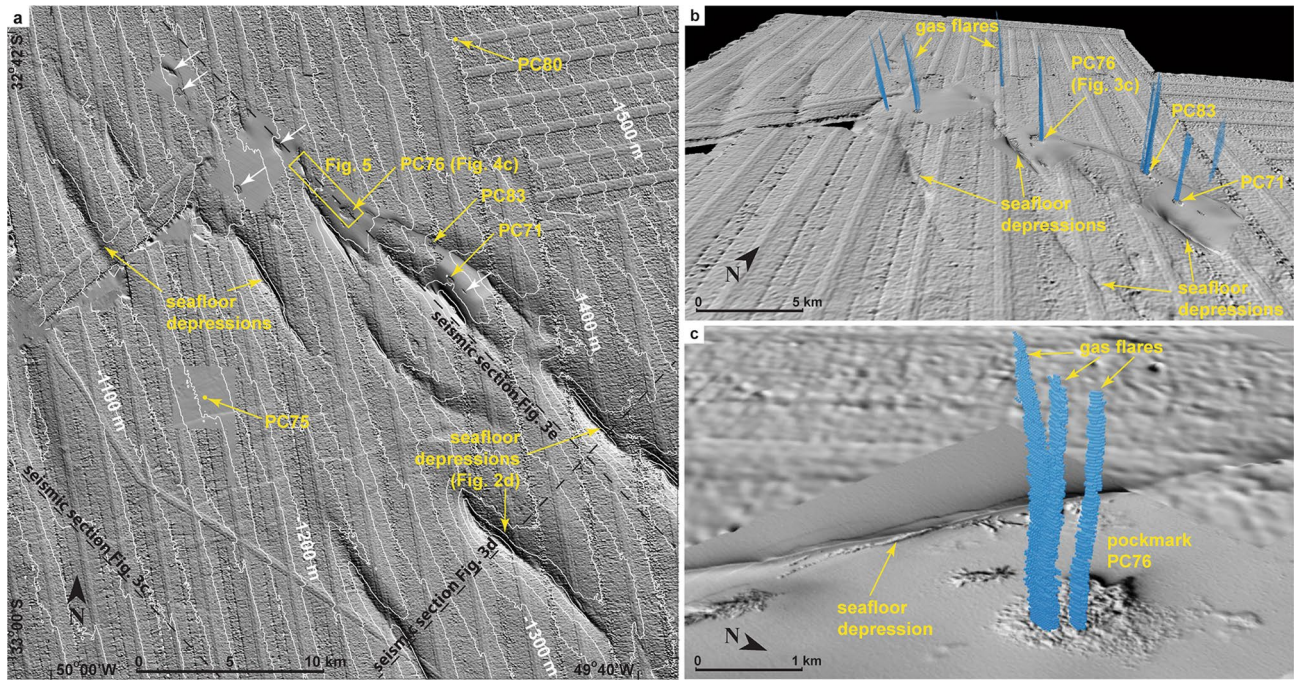 a
32°42' S
PC80
-1500 m
Fig. 5
PC76 (Fig. 4c)
PC83
PC71
seafloor
depressions
-1400 m
seismic section Fig. 3e
-1100 m
PC75
seafloor
depressions
(Fig. 2d)
seismic section Fig. 3c
-1200 m
seismic section Fig. 3d
-1300 m
N
33°00' S
50°00' W
0
5
10 km
49°40' W
b
gas flares
PC76
(Fig. 3c)
PC83
PC71
seafloor
depressions
seafloor
depressions
N
0
5 km
c
gas flares
pockmark
PC76
seafloor
depression
N
0
1 km